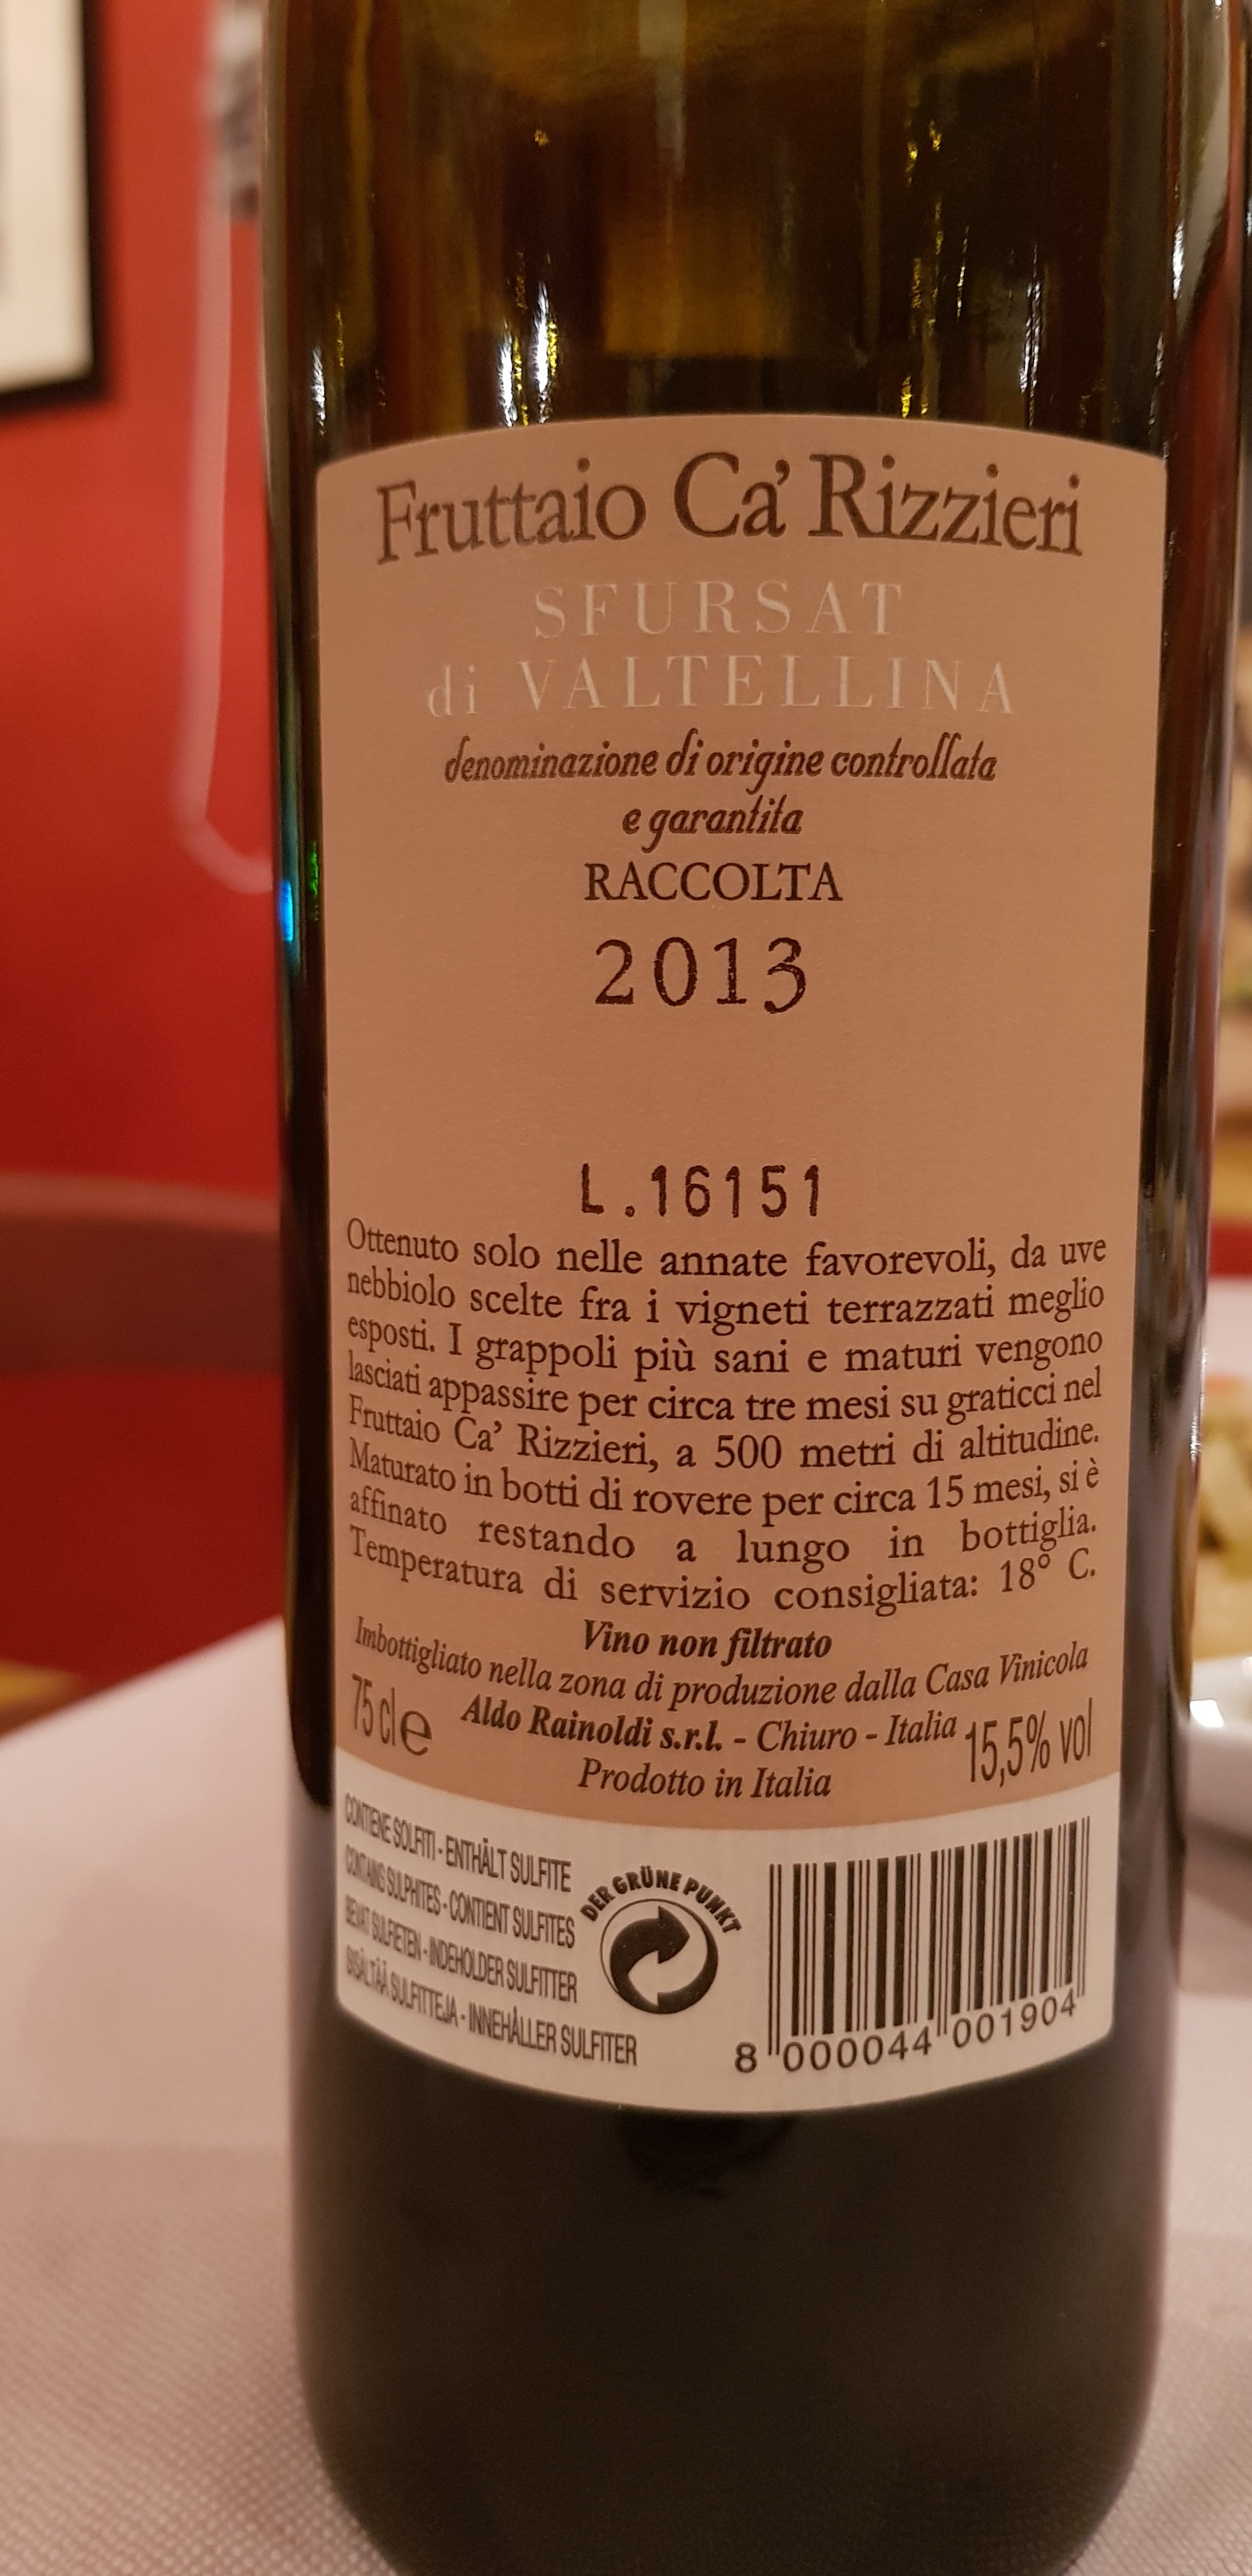 Fruttaio Ca' Rizzieri
SFURSAT
di VALTELLINA
denominazione di origine controllata
e garantita
RACCOLTA
2013
L.16151
Ottenuto solo nelle annate favorevoli, da uve
nebbiolo scelte fra i vigneti terrazzati meglio
esposti. I grappoli più sani e maturi vengono
lasciati appassire per circa tre mesi su graticci nel
Fruttaio Ca' Rizzieri, a 500 metri di altitudine.
Maturato in botti di rovere per circa 15 mesi, si è
affinato restando a lungo in bottiglia.
Temperatura di servizio consigliata: 18° C.
Vino non filtrato
Imbottigliato nella zona di produzione dalla Casa Vinicola
75 cl e Aldo Rainoldi s.r.l. - Chiuro - Italia 15,5% vol
Prodotto in Italia
CONTIENE SOLFITI - ENTHÄLT SULFITE
CONTAINS SULPHITES - CONTIENT SULFITES
BEVAT SULFIETEN - INDEHOLDER SULFITTER
SISÄLTÄÄ SULFITTEJA - INNEHÅLLER SULFITER
DER GRÜNE PUNKT
8 000044 001904